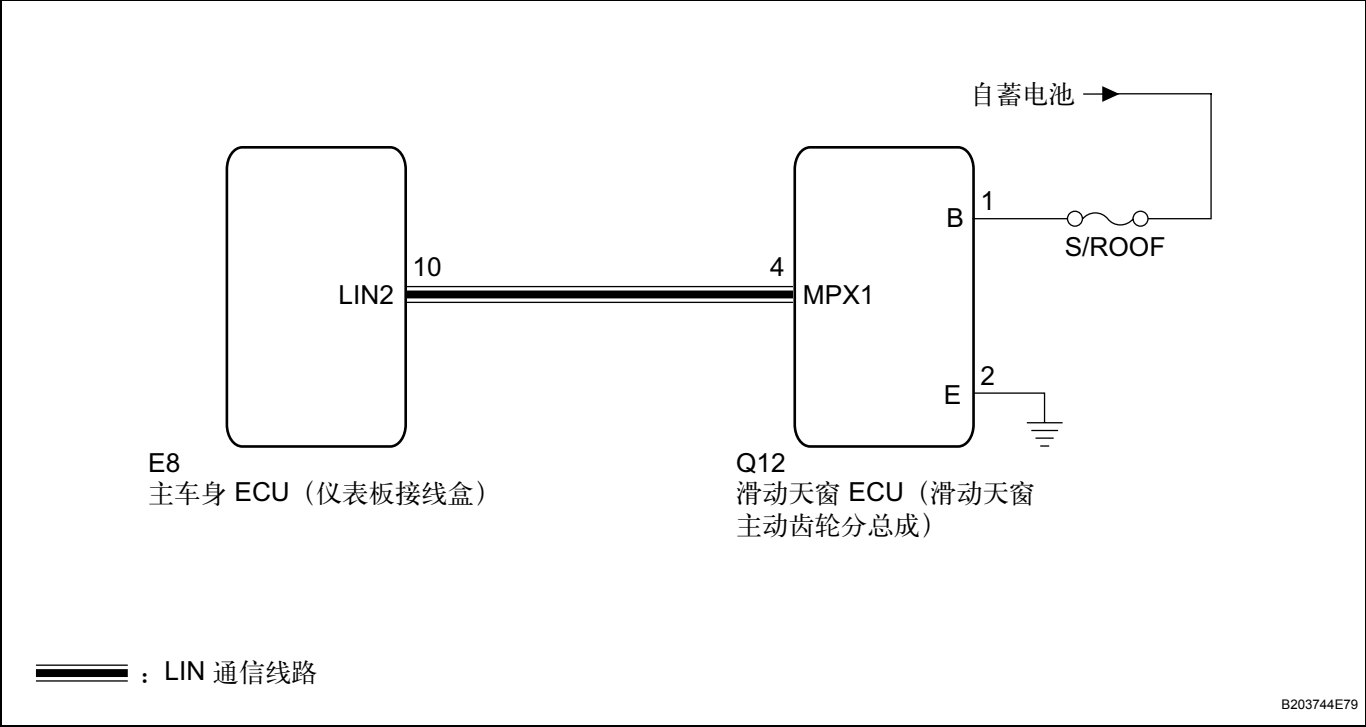 自蓄电池
B
1
S/ROOF
LIN2
10
4
MPX1
E
2
E8
主车身 ECU（仪表板接线盒）
Q12
滑动天窗 ECU（滑动天窗
主动齿轮分总成）
：LIN 通信线路
B203744E79